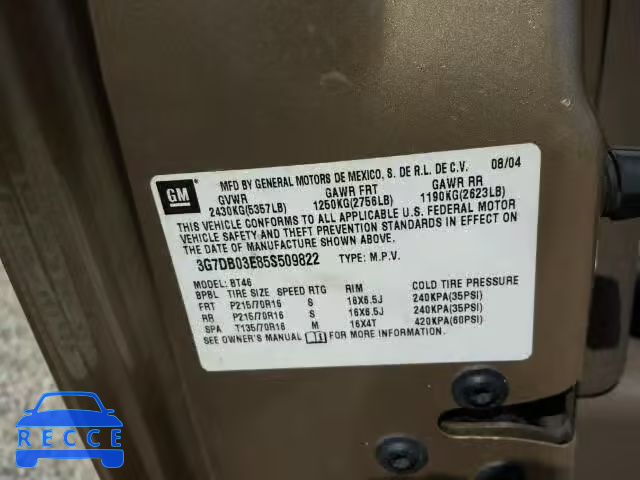 GM
MFD BY GENERAL MOTORS DE MEXICO, S. DE R.L. DE C.V. 08/04
GVWR GAWR FRT GAWR RR
2430KG(5357LB) 1250KG(2756LB) 1190KG(2623LB)
THIS VEHICLE CONFORMS TO ALL APPLICABLE U.S. FEDERAL MOTOR
VEHICLE SAFETY AND THEFT PREVENTION STANDARDS IN EFFECT ON
THE DATE OF MANUFACTURE SHOWN ABOVE.
3G7DB03E85S509822 TYPE: M.P.V.
MODEL: BT46
BPBL TIRE SIZE SPEED RTG RIM COLD TIRE PRESSURE
FRT P215/70R16 S 16X6.5J 240KPA(35PSI)
RR P215/70R16 S 16X6.5J 240KPA(35PSI)
SPA T135/70R16 M 16X4T 420KPA(60PSI)
SEE OWNER'S MANUAL FOR MORE INFORMATION.
RECCE